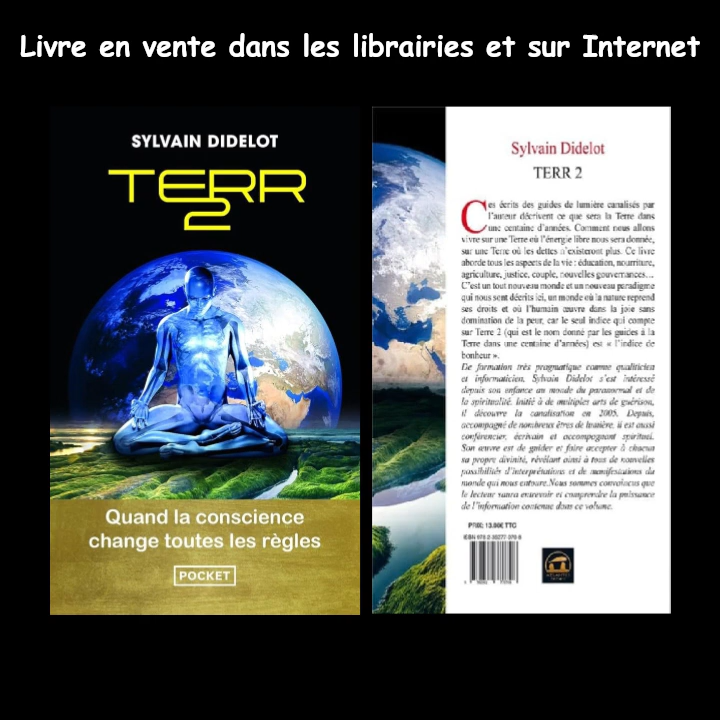 Livre en vente dans les librairies et sur Internet
SYLVAIN DIDELOT
TERR
2
Quand la conscience
change toutes les règles
POCKET
Sylvain Didelot
TERR 2
Ces écrits des guides de lumière canalisés par
l'auteur décrivent ce que sera la Terre dans
une centaine d'années. Comment nous allons
vivre sur une Terre où l'énergie libre nous sera donnée,
sur une Terre où les dettes n'existeront plus. Ce livre
aborde tous les aspects de la vie : éducation, nourriture,
agriculture, justice, couple, nouvelles gouvernances…
C'est un tout nouveau monde et un nouveau paradigme
qui nous sont décrits ici, un monde où la nature reprend
ses droits et où l'humain œuvre dans la joie sans
domination de la peur, car le seul indice qui compte
sur Terre 2 (qui est le nom donné par les guides à la
Terre dans une centaine d'années) est « l'indice de
bonheur ».
De formation très pragmatique comme qualiticien
et informaticien, Sylvain Didelot s'est intéressé
depuis son enfance au monde du paranormal et de
la spiritualité. Initié à de multiples arts de guérison,
il découvre la canalisation en 2005. Depuis,
accompagné de nombreux êtres de lumière, il est aussi
conférencier, écrivain et accompagnant spirituel.
Son œuvre est de guider et faire accepter à chacun
sa propre divinité, révélant ainsi à tous de nouvelles
possibilités d'interprétations et de manifestations du
monde qui nous entoure. Nous sommes convaincus que
le lecteur saura entrevoir et comprendre la puissance
de l'information contenue dans ce volume.